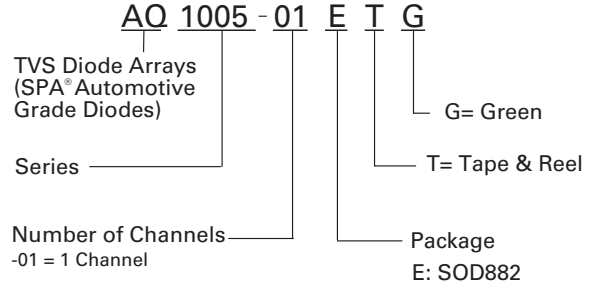 AQ 1005 - 01 E T G
TVS Diode Arrays
(SPA® Automotive
Grade Diodes)
G= Green
Series
T= Tape & Reel
Number of Channels
-01 = 1 Channel
Package
E: SOD882